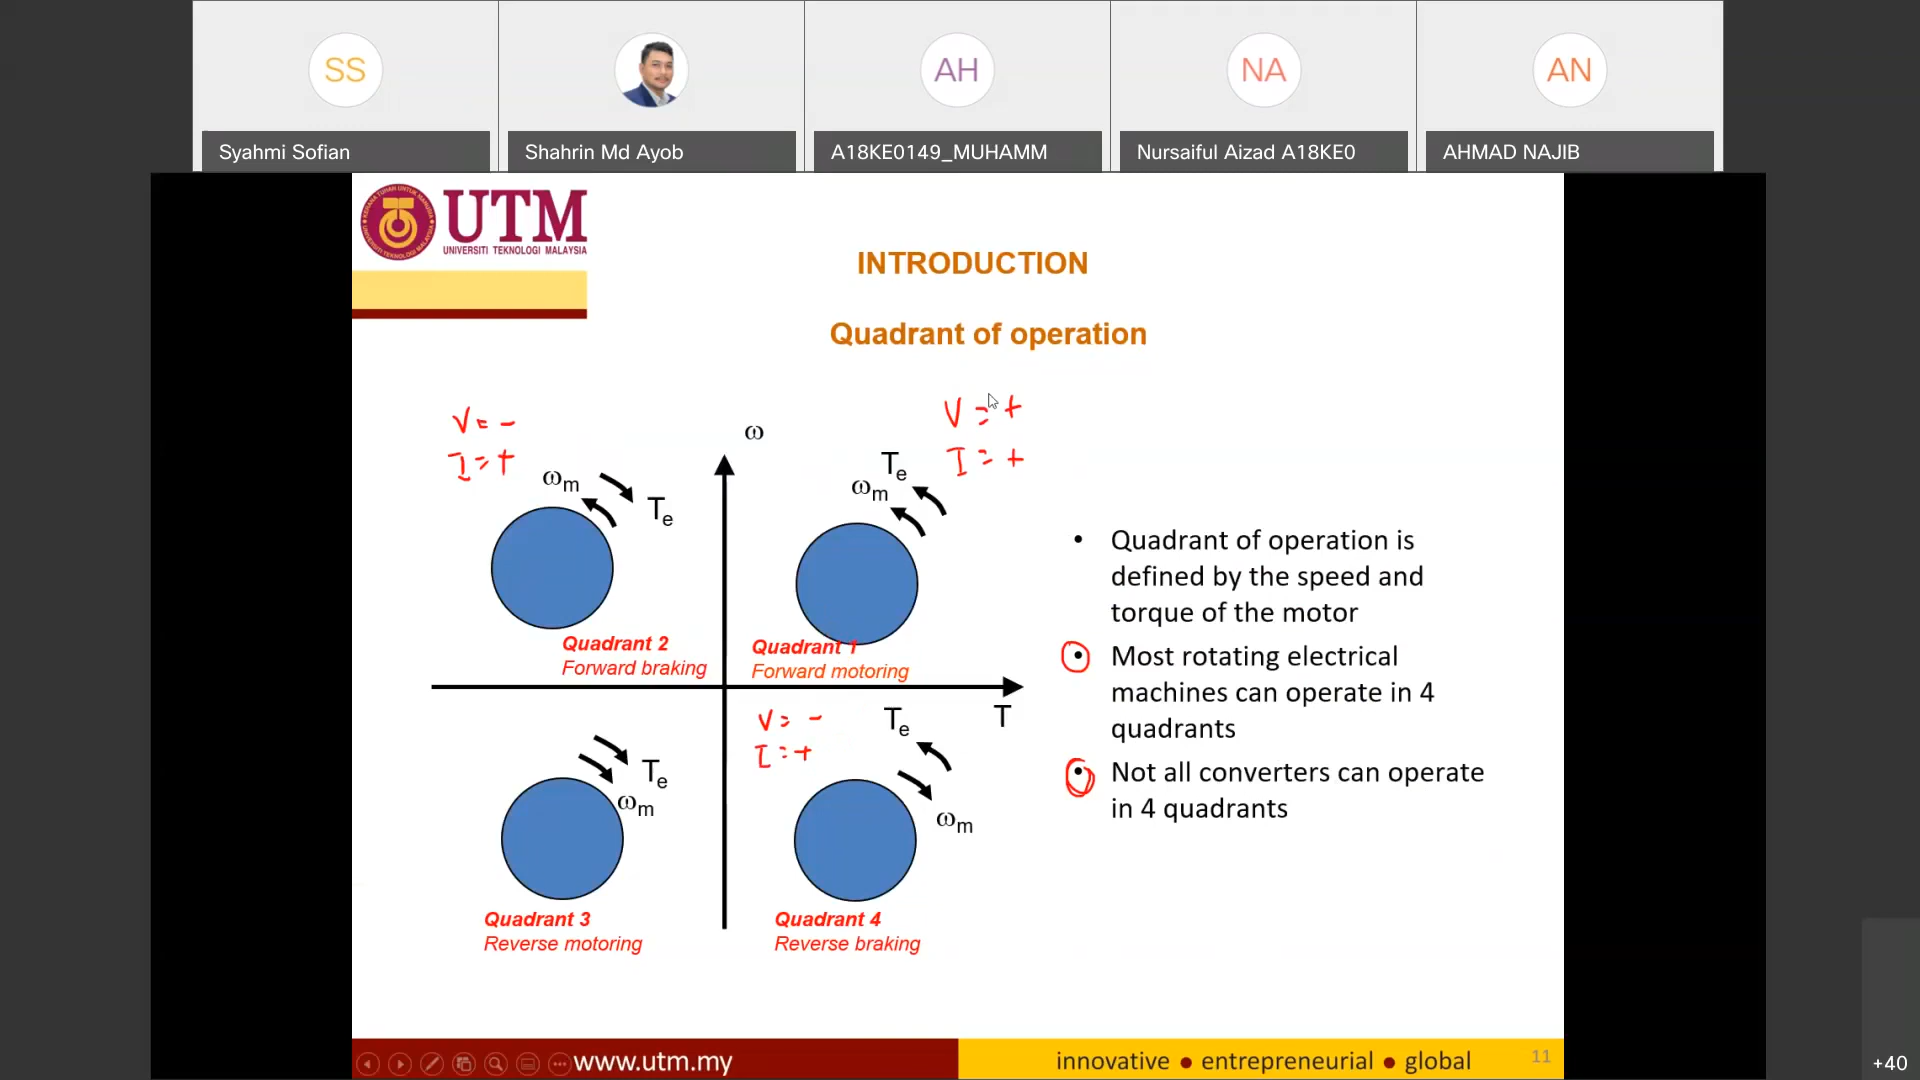 SS
AH
NA
AN
Syahmi Sofian
Shahrin Md Ayob
A18KE0149_MUHAMM
Nursaiful Aizad A18KE0
AHMAD NAJIB
UTM
UNIVERSITI TEKNOLOGI MALAYSIA
INTRODUCTION
Quadrant of operation
V = -
I = +
V = +
I = +
ω
ωm
Te
Te
ωm
Quadrant 2
Forward braking
Quadrant 1
Forward motoring
T
V = -
I = +
Te
ωm
Te
ωm
Quadrant 3
Reverse motoring
Quadrant 4
Reverse braking
• Quadrant of operation is
defined by the speed and
torque of the motor
• Most rotating electrical
machines can operate in 4
quadrants
• Not all converters can operate
in 4 quadrants
www.utm.my
innovative ● entrepreneurial ● global
11
+40